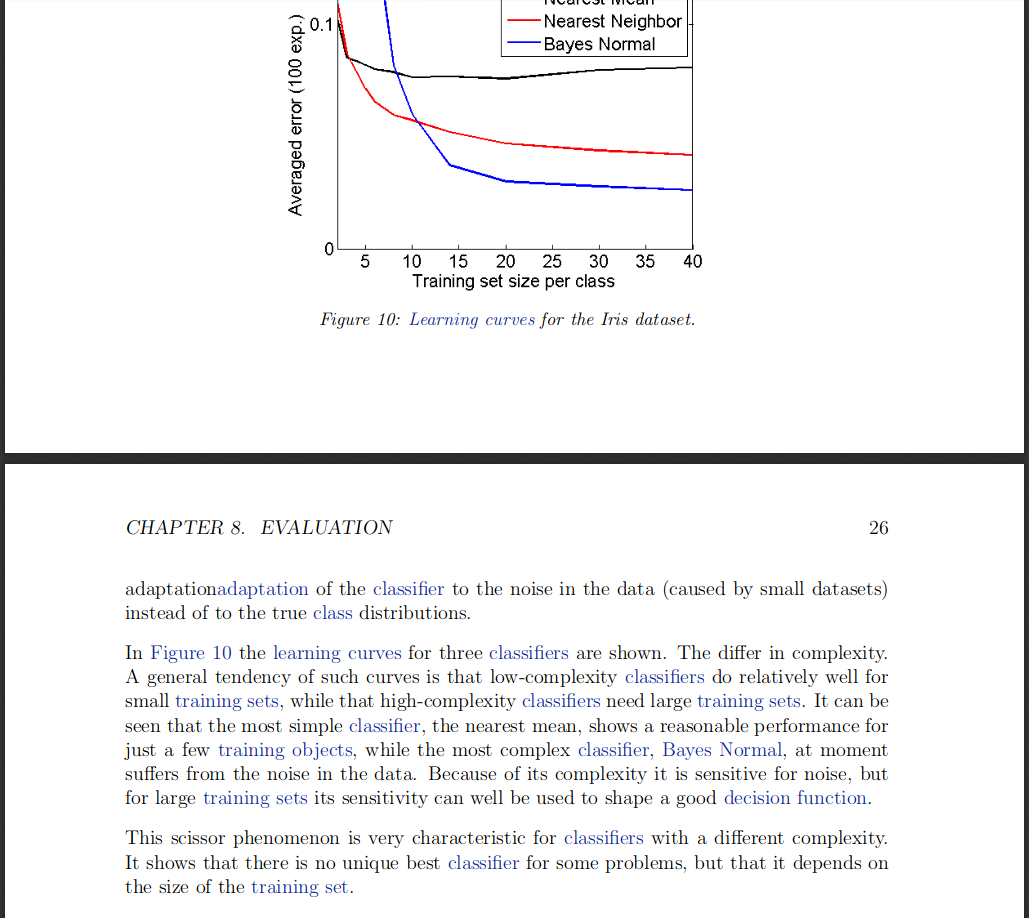 Nearest Mean
Nearest Neighbor
Bayes Normal
Averaged error (100 exp.)
0.1
0
5 10 15 20 25 30 35 40
Training set size per class
Figure 10: Learning curves for the Iris dataset.
CHAPTER 8. EVALUATION 26
adaptationadaptation of the classifier to the noise in the data (caused by small datasets)
instead of to the true class distributions.
In Figure 10 the learning curves for three classifiers are shown. The differ in complexity.
A general tendency of such curves is that low-complexity classifiers do relatively well for
small training sets, while that high-complexity classifiers need large training sets. It can be
seen that the most simple classifier, the nearest mean, shows a reasonable performance for
just a few training objects, while the most complex classifier, Bayes Normal, at moment
suffers from the noise in the data. Because of its complexity it is sensitive for noise, but
for large training sets its sensitivity can well be used to shape a good decision function.
This scissor phenomenon is very characteristic for classifiers with a different complexity.
It shows that there is no unique best classifier for some problems, but that it depends on
the size of the training set.